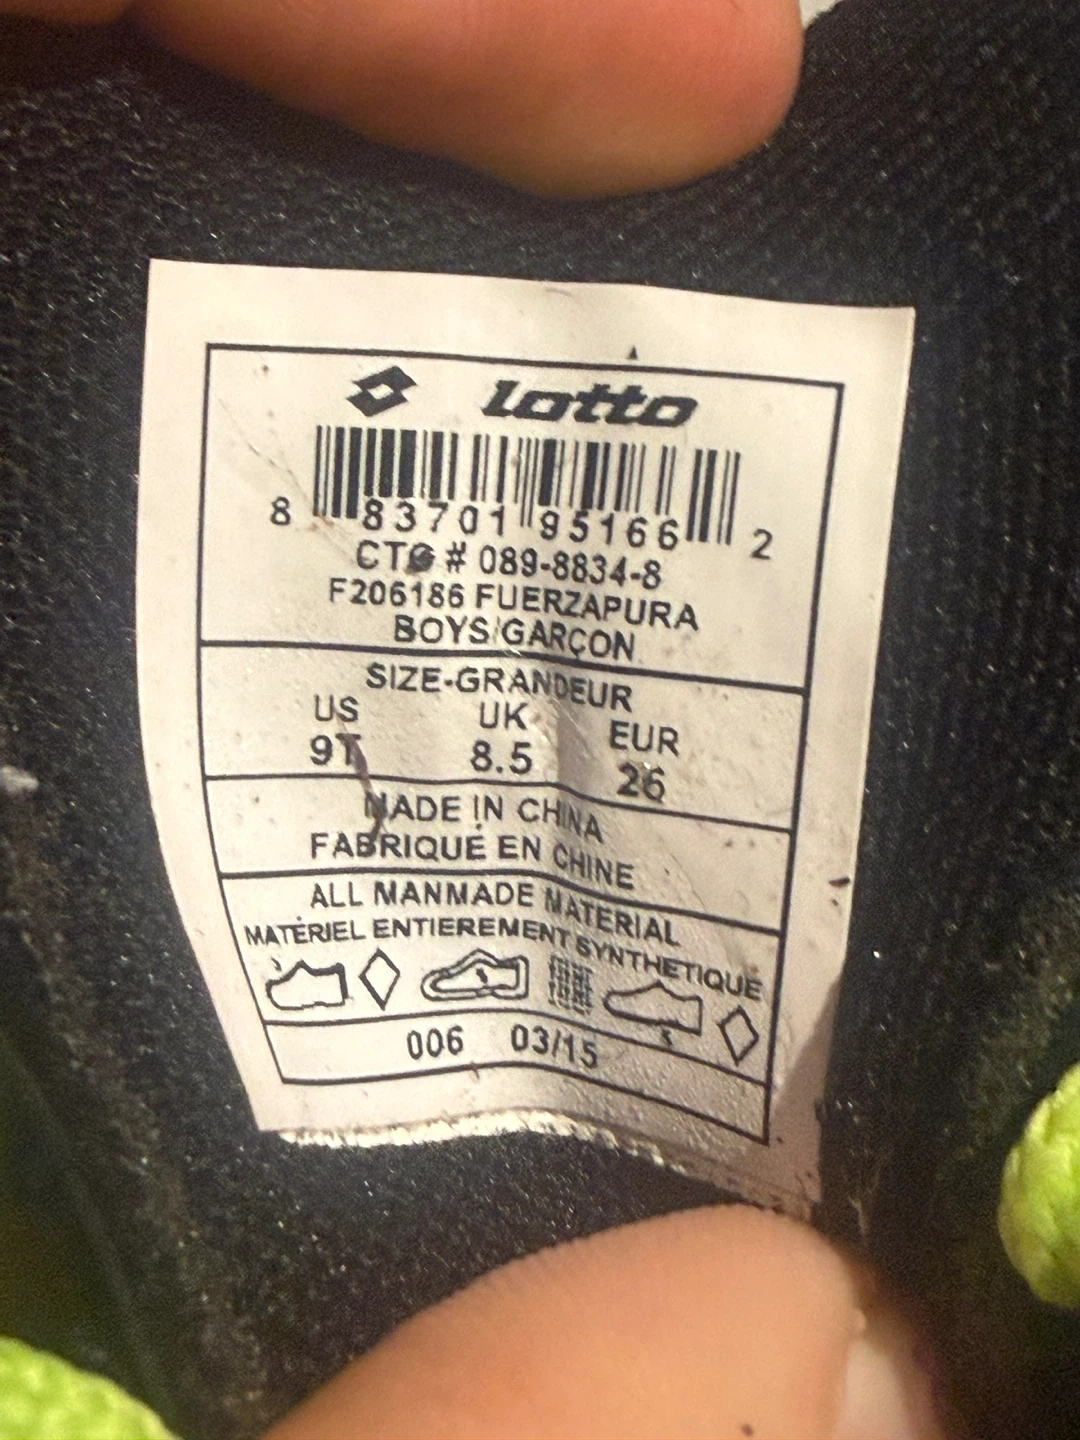 lotto
8 83701 95166 2
CTG # 089-8834-8
F206186 FUERZAPURA
BOYS/GARÇON
SIZE-GRANDEUR
US UK EUR
9T 8.5 26
MADE IN CHINA
FABRIQUÉ EN CHINE
ALL MANMADE MATERIAL
MATÉRIEL ENTIEREMENT SYNTHETIQUE
006 03/15